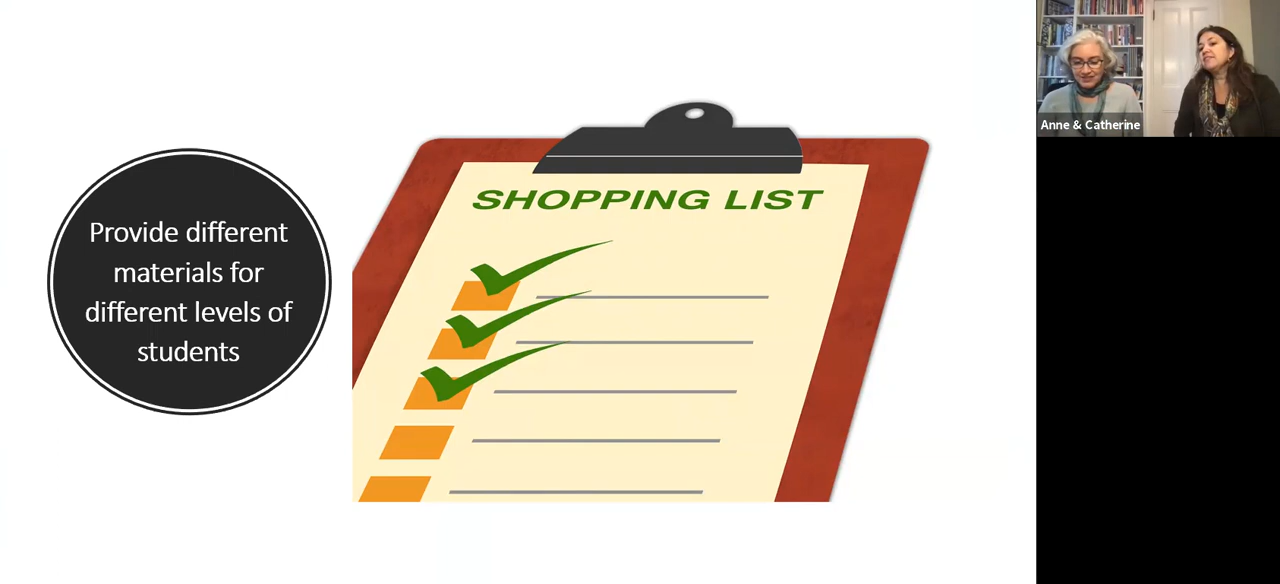 Provide different
materials for
different levels of
students
SHOPPING LIST
Anne & Catherine